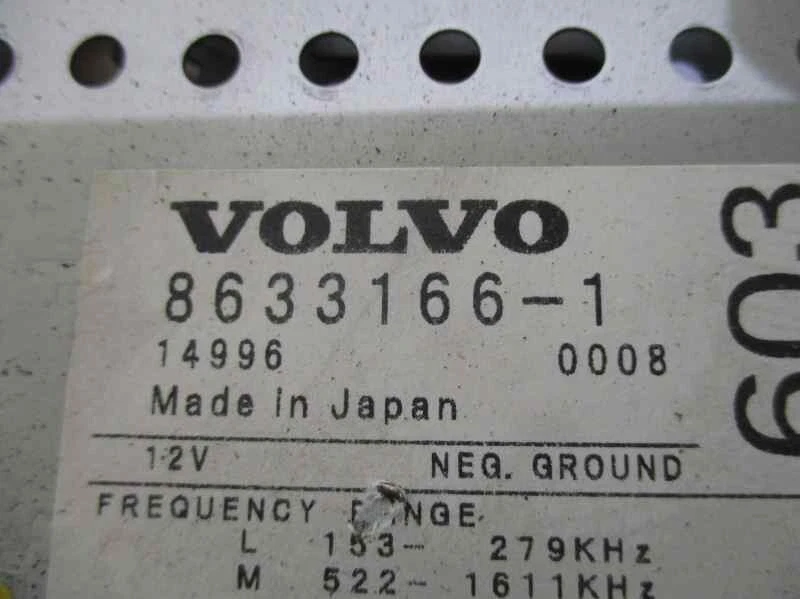 VOLVO
8633166-1
14996 0008
Made in Japan
12V NEG. GROUND
FREQUENCY
L 153- 279KHz
M 522- 1611KHz
603